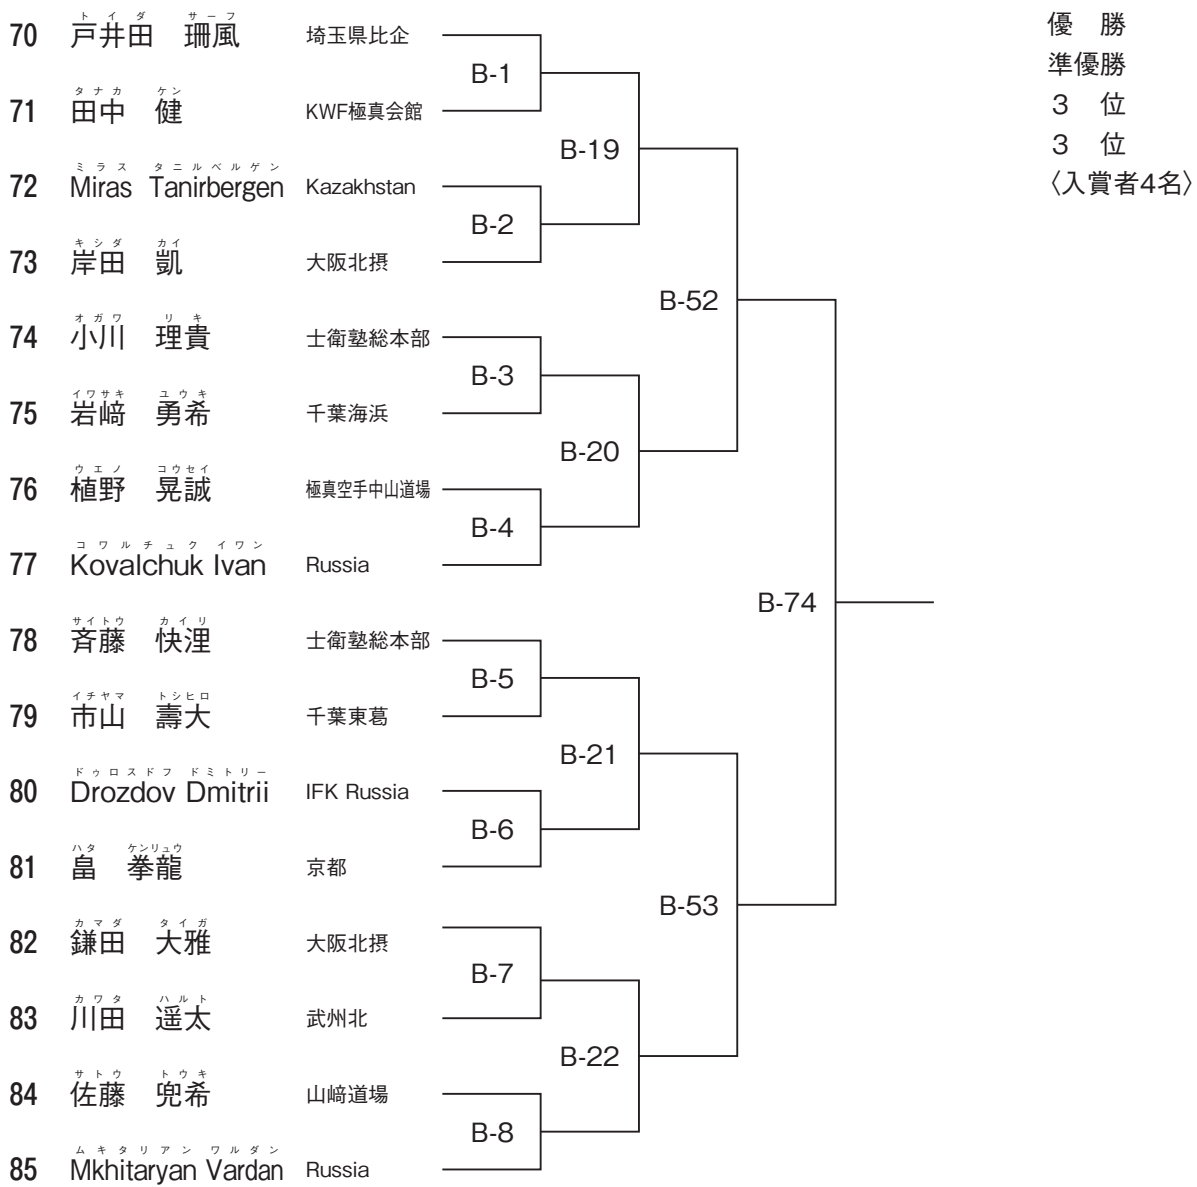 トイダ サーフ
70 戸井田 珊風 埼玉県比企
B-1
タナカ ケン
71 田中 健 KWF極真会館
B-19
ミラス タニルベルゲン
72 Miras Tanirbergen Kazakhstan
B-2
キシダ カイ
73 岸田 凱 大阪北摂
B-52
オガワ リキ
74 小川 理貴 士衛塾総本部
B-3
イワサキ ユウキ
75 岩﨑 勇希 千葉海浜
B-20
ウエノ コウセイ
76 植野 晃誠 極真空手中山道場
B-4
コワルチュク イワン
77 Kovalchuk Ivan Russia
B-74
サイトウ カイリ
78 斉藤 快浬 士衛塾総本部
B-5
イチヤマ トシヒロ
79 市山 壽大 千葉東葛
B-21
ドゥロスドフ ドミトリー
80 Drozdov Dmitrii IFK Russia
B-6
ハタ ケンリュウ
81 畠 拳龍 京都
B-53
カマダ タイガ
82 鎌田 大雅 大阪北摂
B-7
カワタ ハルト
83 川田 遥太 武州北
B-22
サトウ トウキ
84 佐藤 兜希 山﨑道場
B-8
ムキタリアン ワルダン
85 Mkhitaryan Vardan Russia
優 勝
準優勝
3 位
3 位
〈入賞者4名〉